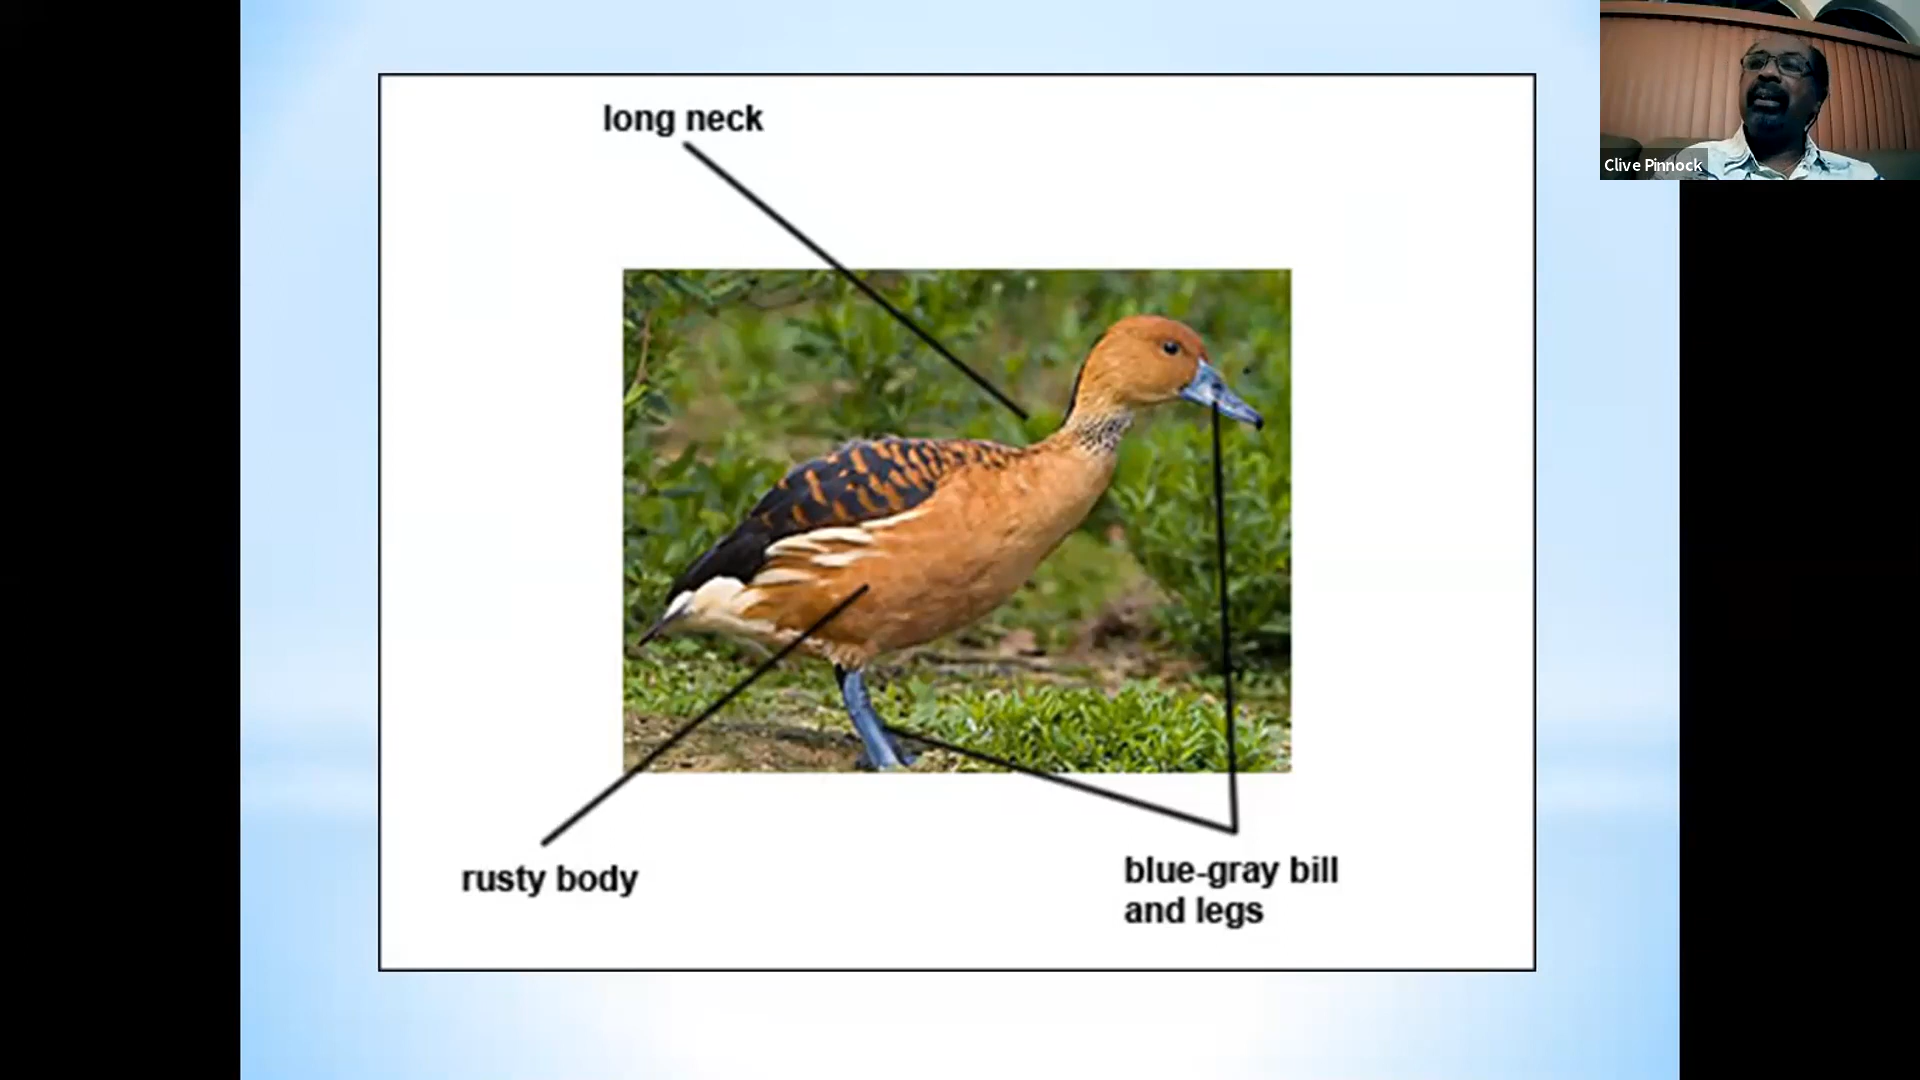 long neck
Clive Pinnock
rusty body
blue-gray bill
and legs